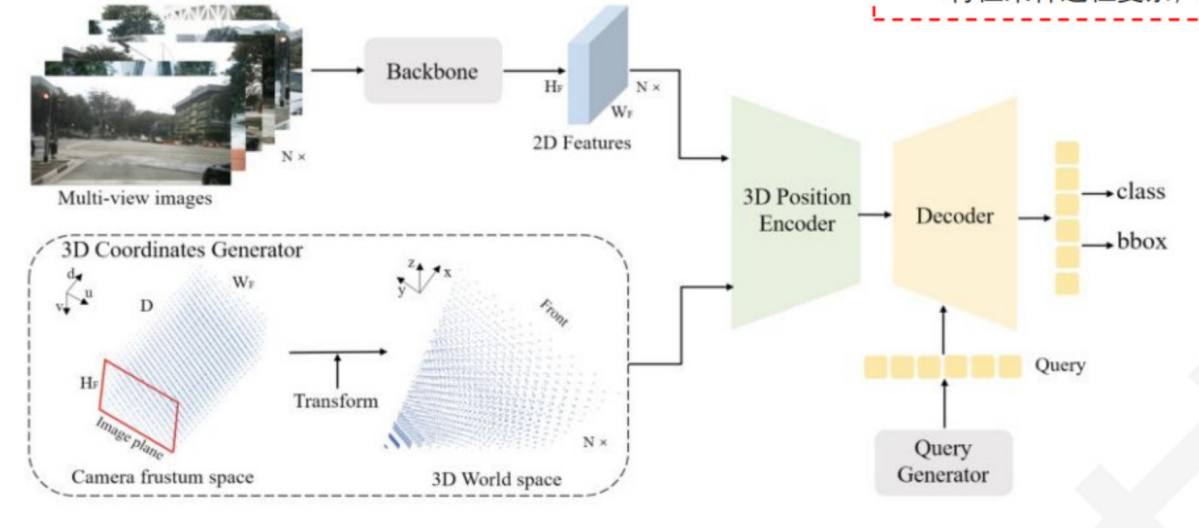 Backbone
H_F
N ×
W_F
2D Features
N ×
Multi-view images
3D Position
Encoder
Decoder
class
bbox
3D Coordinates Generator
d
u
v
D
W_F
z
x
y
Front
H_F
Image plane
Transform
N ×
Camera frustum space
3D World space
Query
Query
Generator